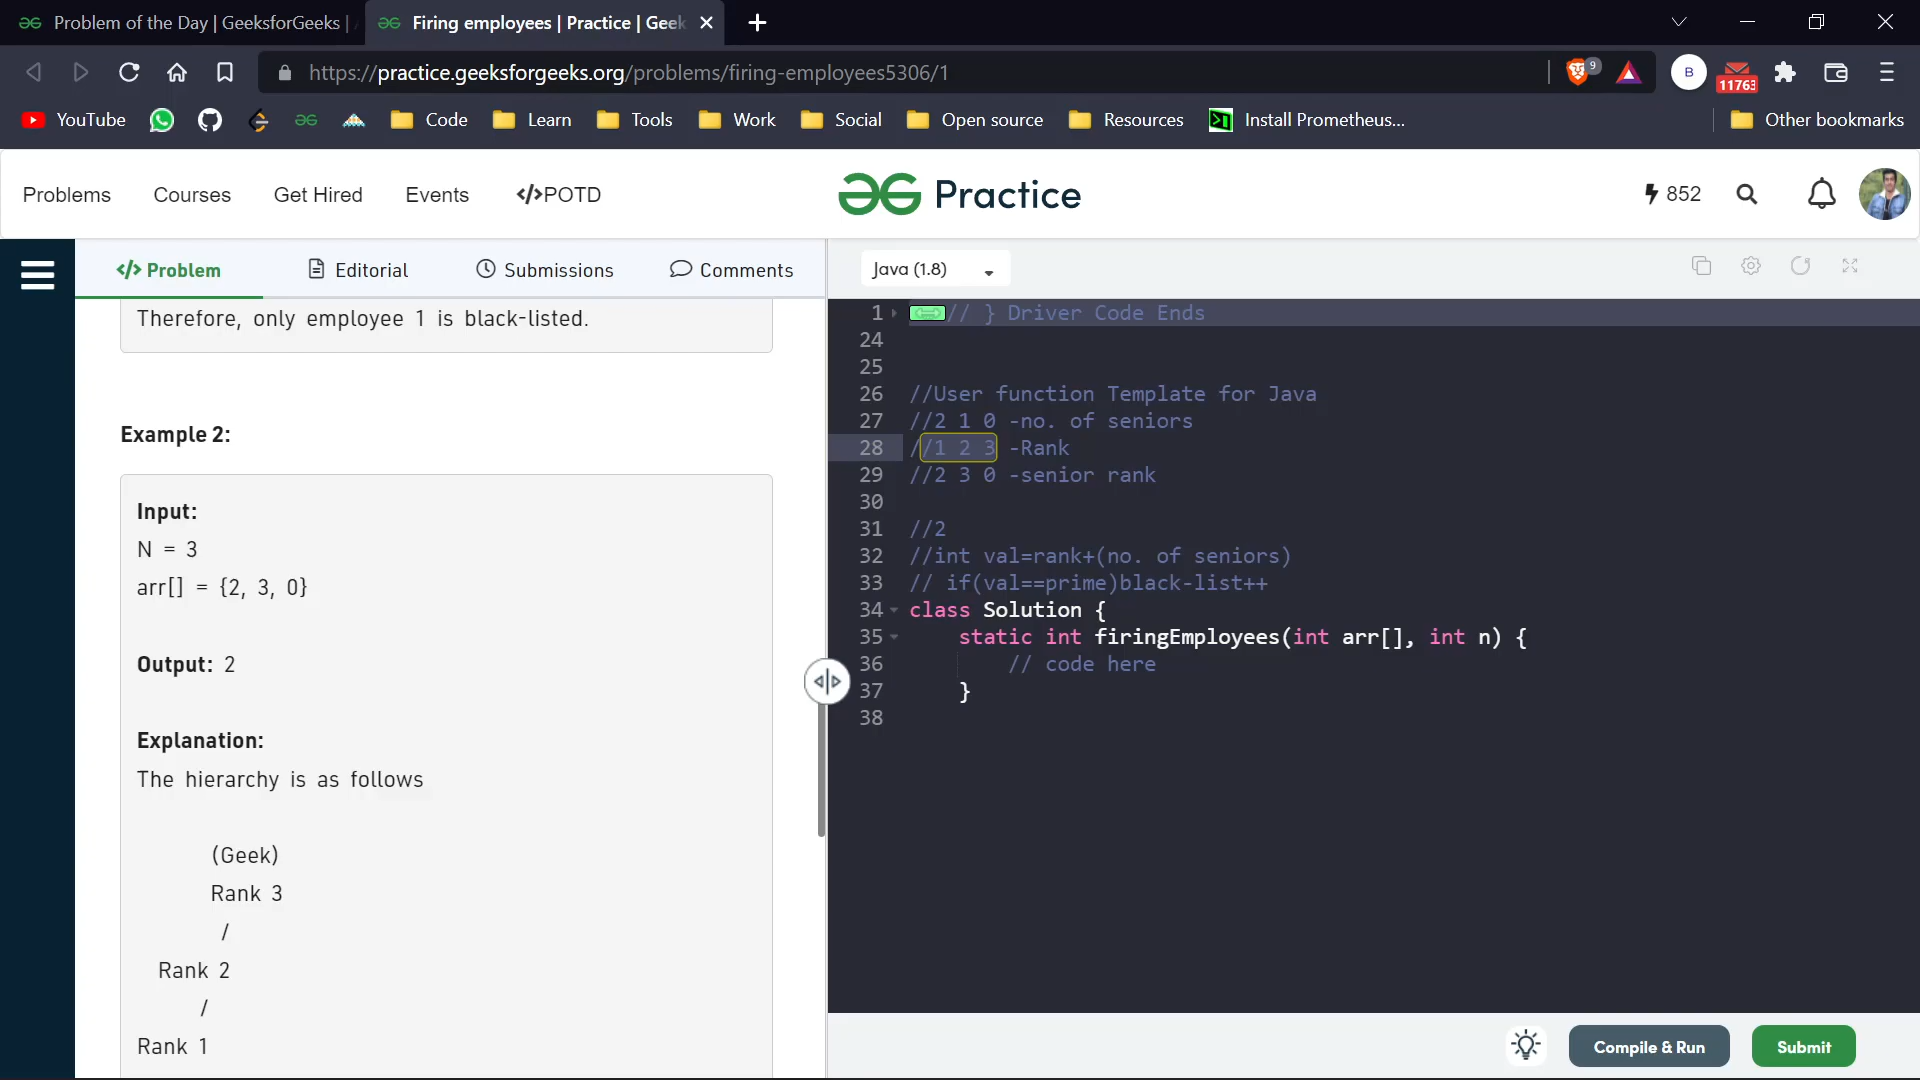 Problem of the Day | GeeksforGeeks |
Firing employees | Practice | Geek
https://practice.geeksforgeeks.org/problems/firing-employees5306/1
9
B
11763
YouTube
Code
Learn
Tools
Work
Social
Open source
Resources
Install Prometheus...
Other bookmarks
Problems
Courses
Get Hired
Events
</>POTD
Practice
852
</> Problem
Editorial
Submissions
Comments
Java (1.8)
Therefore, only employee 1 is black-listed.
Example 2:
Input:
N = 3
arr[] = {2, 3, 0}
Output: 2
Explanation:
The hierarchy is as follows
(Geek)
Rank 3
/
Rank 2
/
Rank 1
1 // } Driver Code Ends
24
25
26 //User function Template for Java
27 //2 1 0 -no. of seniors
28 //1 2 3 -Rank
29 //2 3 0 -senior rank
30
31 //2
32 //int val=rank+(no. of seniors)
33 // if(val==prime)black-list++
34 class Solution {
35 static int firingEmployees(int arr[], int n) {
36 // code here
37 }
38
Compile & Run
Submit